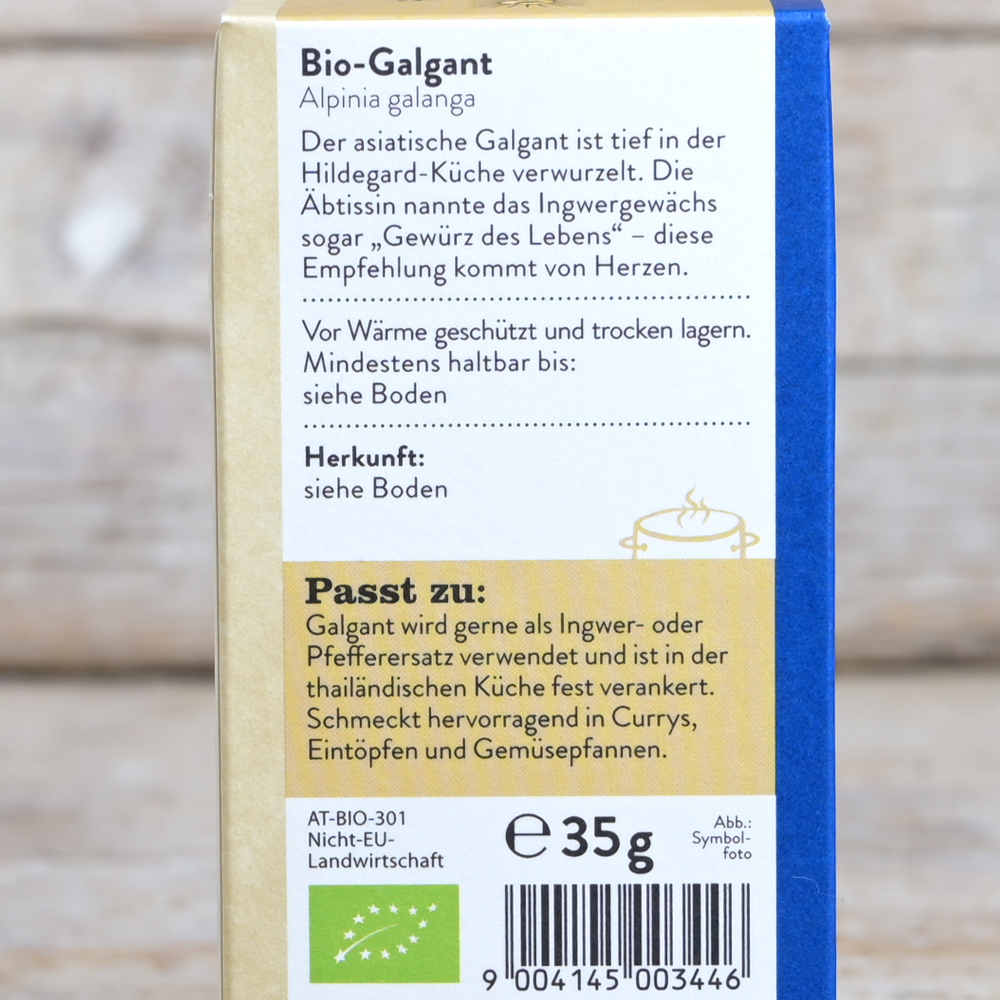 Bio-Galgant
Alpinia galanga
Der asiatische Galgant ist tief in der
Hildegard-Küche verwurzelt. Die
Äbtissin nannte das Ingwergewächs
sogar „Gewürz des Lebens“ – diese
Empfehlung kommt von Herzen.
Vor Wärme geschützt und trocken lagern.
Mindestens haltbar bis:
siehe Boden
Herkunft:
siehe Boden
Passt zu:
Galgant wird gerne als Ingwer- oder
Pfefferersatz verwendet und ist in der
thailändischen Küche fest verankert.
Schmeckt hervorragend in Currys,
Eintöpfen und Gemüsepfannen.
AT-BIO-301
Nicht-EU-
Landwirtschaft
℮ 35g
Abb.:
Symbol-
foto
9 004145 003446